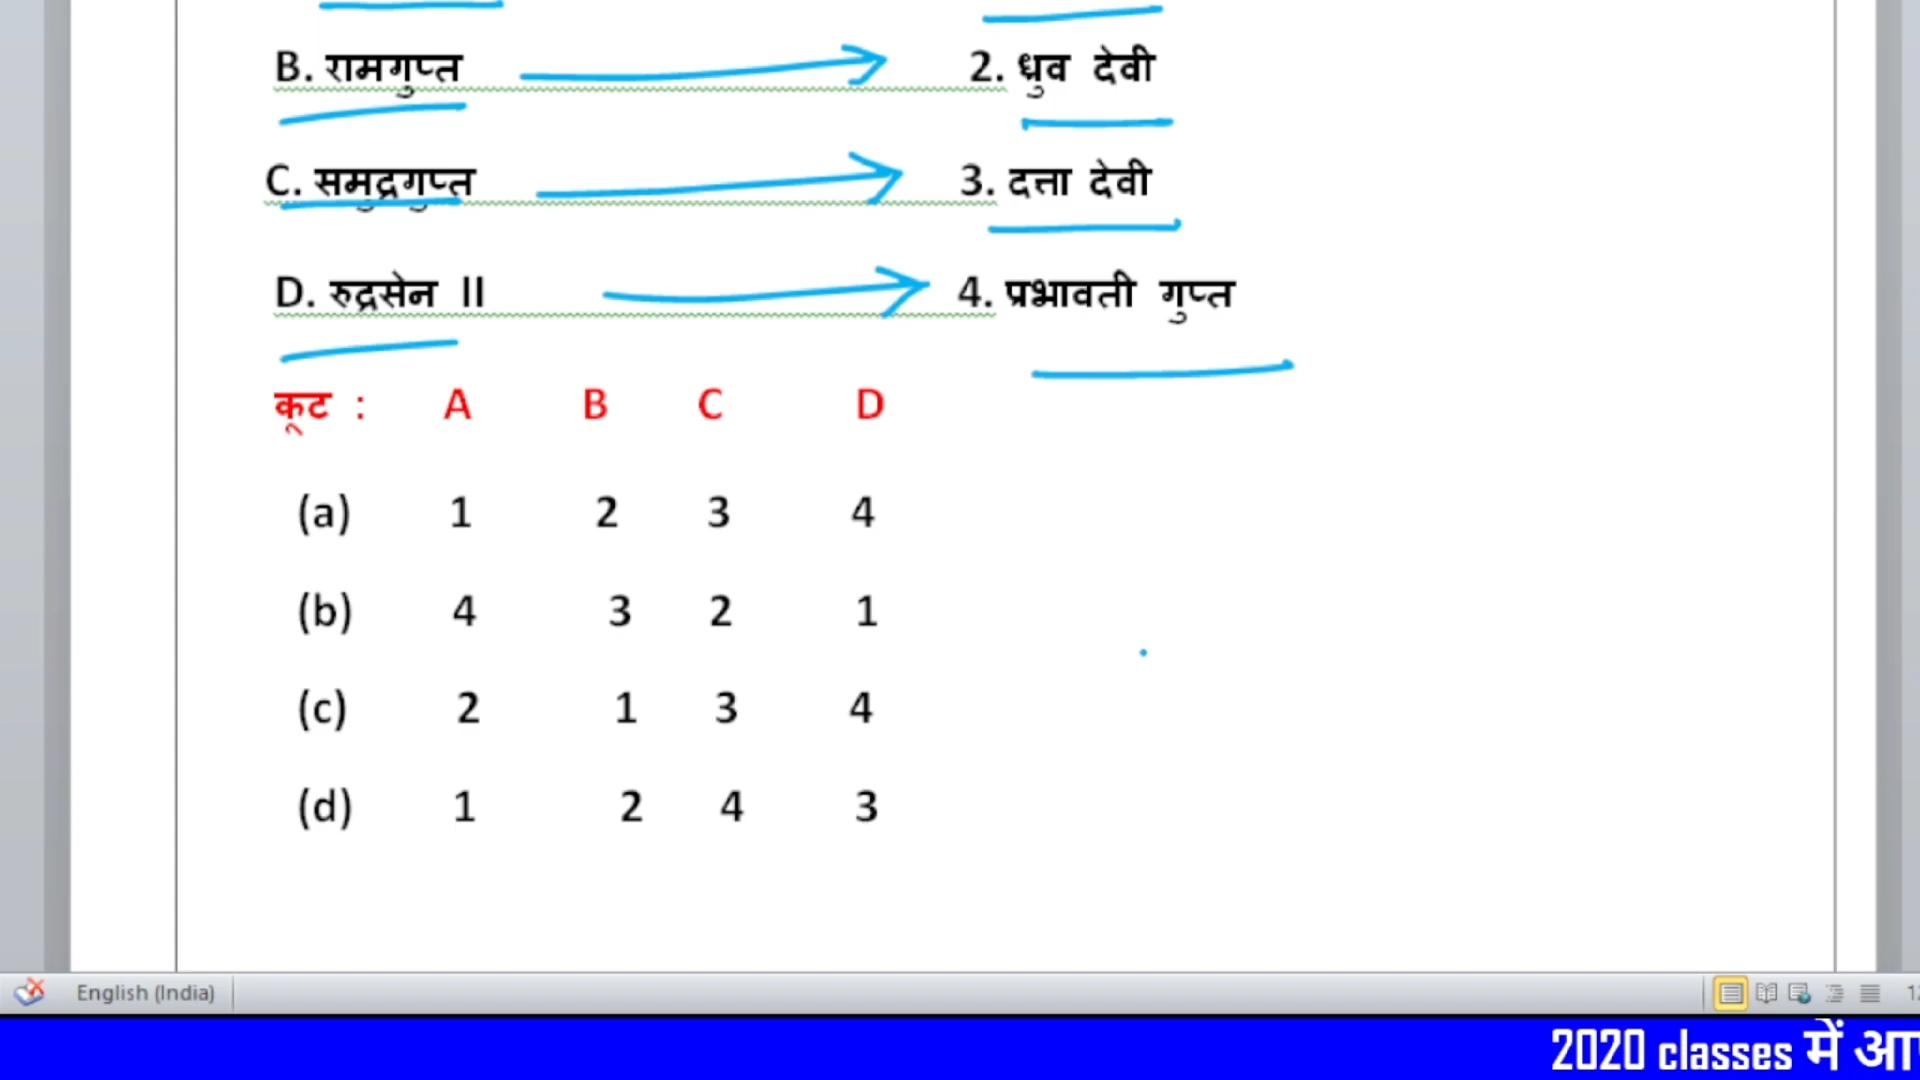 B. रामगुप्त 2. ध्रुव देवी
C. समुद्रगुप्त 3. दत्ता देवी
D. रुद्रसेन II 4. प्रभावती गुप्त
कूट : A B C D
(a) 1 2 3 4
(b) 4 3 2 1
(c) 2 1 3 4
(d) 1 2 4 3
English (India)
2020 classes में